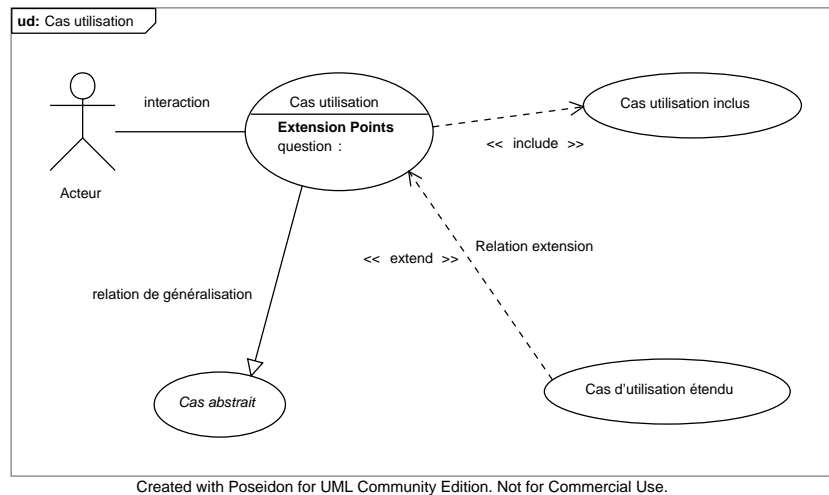 ud: Cas utilisation
interaction
Cas utilisation
Extension Points
question :
Cas utilisation inclus
<< include >>
Acteur
Relation extension
<< extend >>
relation de généralisation
Cas abstrait
Cas d'utilisation étendu
Created with Poseidon for UML Community Edition. Not for Commercial Use.